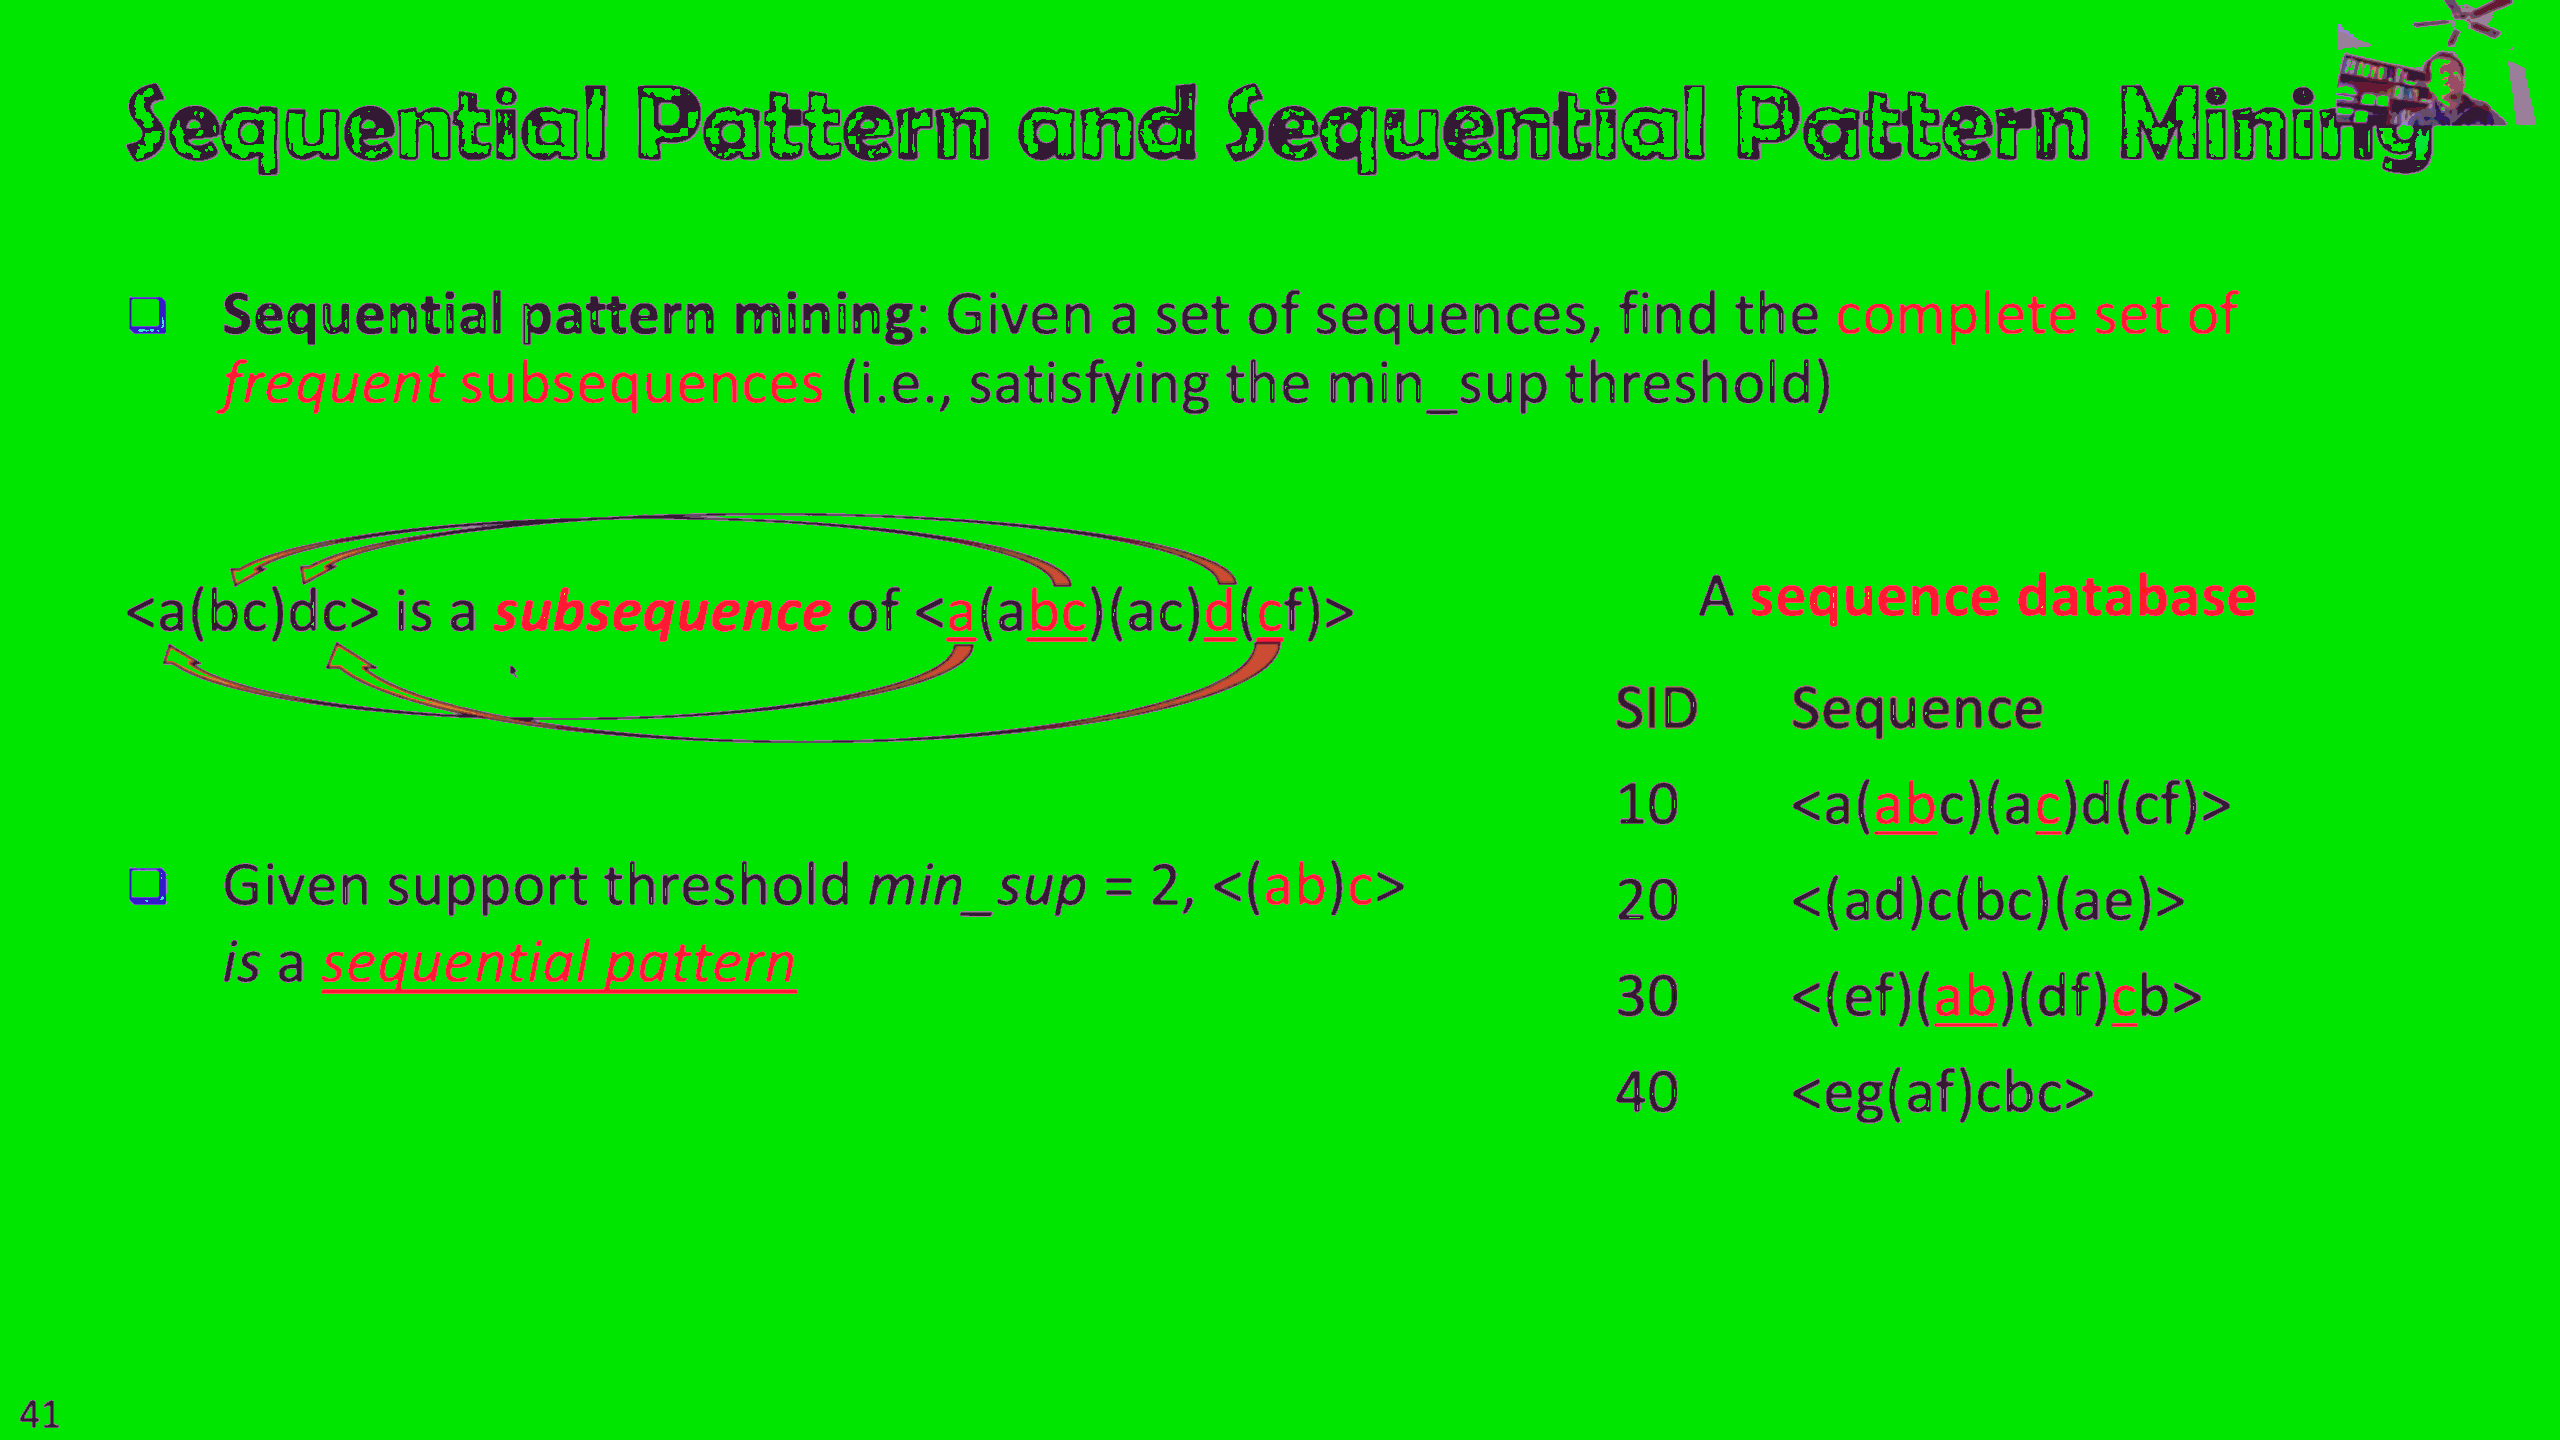 Sequential Pattern and Sequential Pattern Mining
Sequential pattern mining: Given a set of sequences, find the complete set of
frequent subsequences (i.e., satisfying the min_sup threshold)
<a(bc)dc> is a subsequence of <a(abc)(ac)d(cf)>
Given support threshold min_sup = 2, <(ab)c>
is a sequential pattern
A sequence database
SID Sequence
10 <a(abc)(ac)d(cf)>
20 <(ad)c(bc)(ae)>
30 <(ef)(ab)(df)cb>
40 <eg(af)cbc>
41